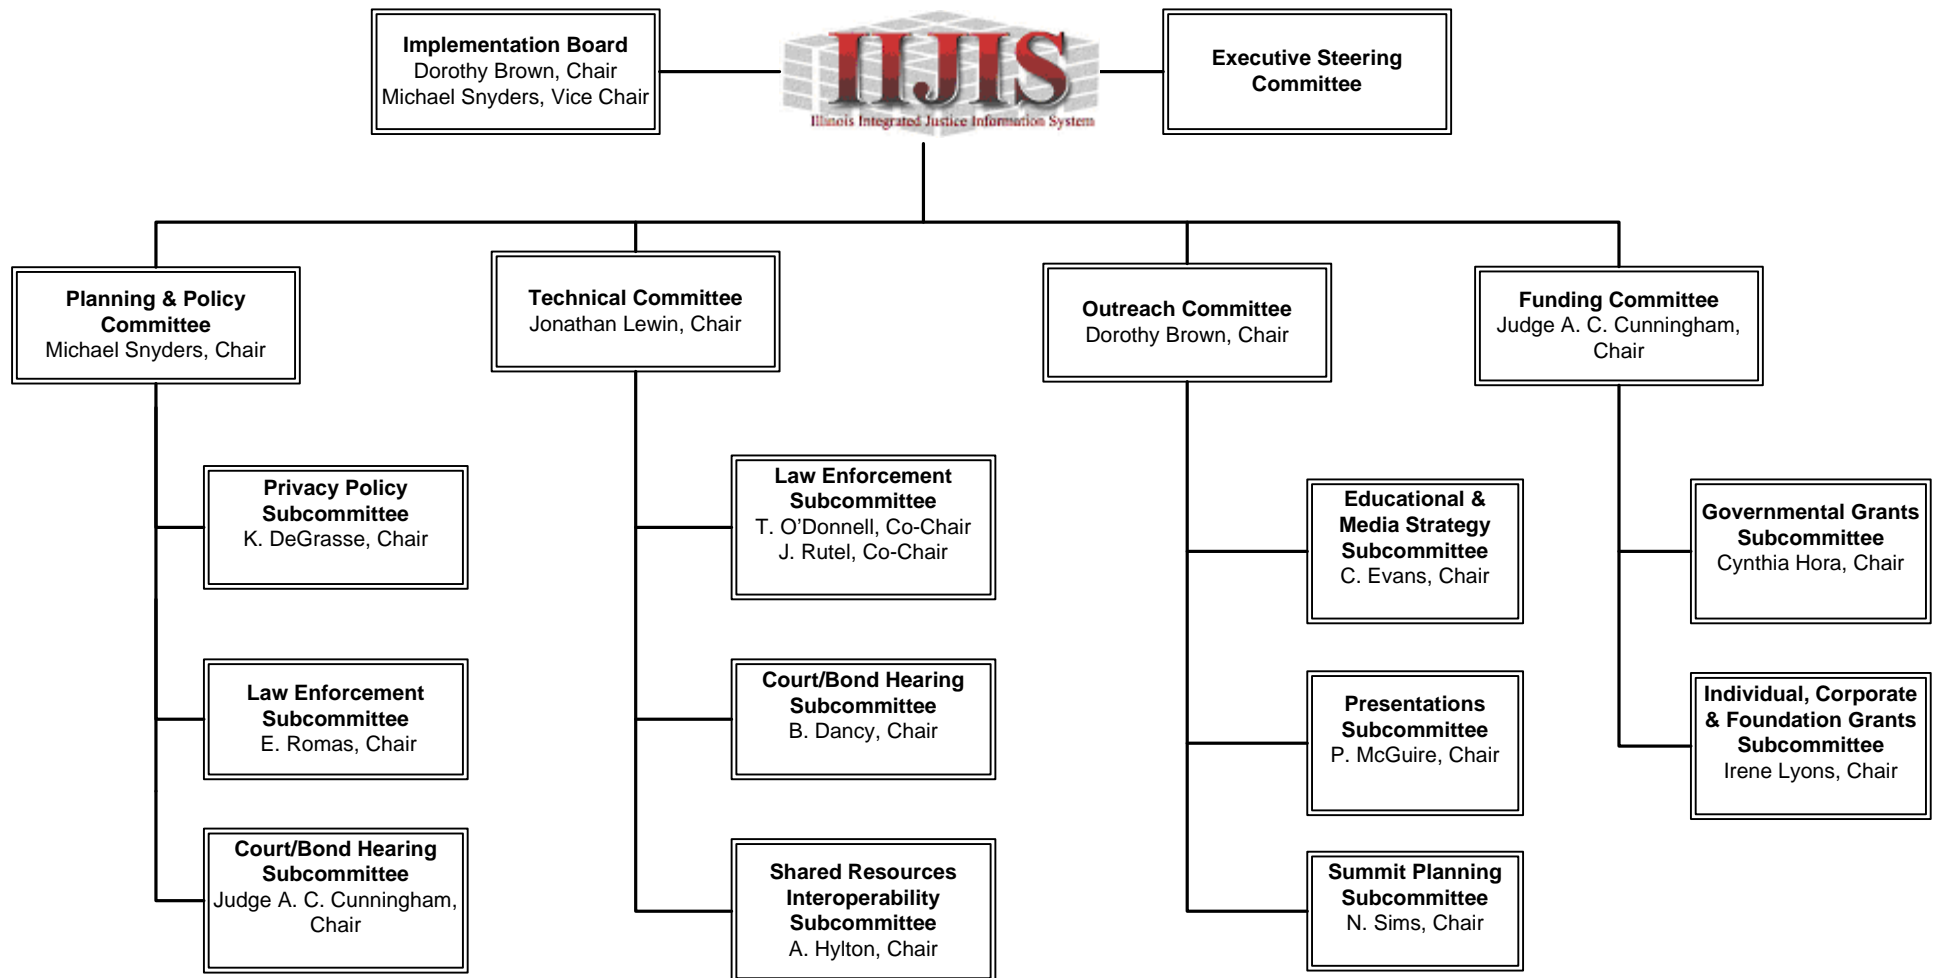 Implementation Board
Dorothy Brown, Chair
Michael Snyders, Vice Chair
IIJIS
Illinois Integrated Justice Information System
Executive Steering
Committee
Planning & Policy
Committee
Michael Snyders, Chair
Technical Committee
Jonathan Lewin, Chair
Outreach Committee
Dorothy Brown, Chair
Funding Committee
Judge A. C. Cunningham,
Chair
Privacy Policy
Subcommittee
K. DeGrasse, Chair
Law Enforcement
Subcommittee
E. Romas, Chair
Court/Bond Hearing
Subcommittee
Judge A. C. Cunningham,
Chair
Law Enforcement
Subcommittee
T. O’Donnell, Co-Chair
J. Rutel, Co-Chair
Court/Bond Hearing
Subcommittee
B. Dancy, Chair
Shared Resources
Interoperability
Subcommittee
A. Hylton, Chair
Educational &
Media Strategy
Subcommittee
C. Evans, Chair
Presentations
Subcommittee
P. McGuire, Chair
Summit Planning
Subcommittee
N. Sims, Chair
Governmental Grants
Subcommittee
Cynthia Hora, Chair
Individual, Corporate
& Foundation Grants
Subcommittee
Irene Lyons, Chair